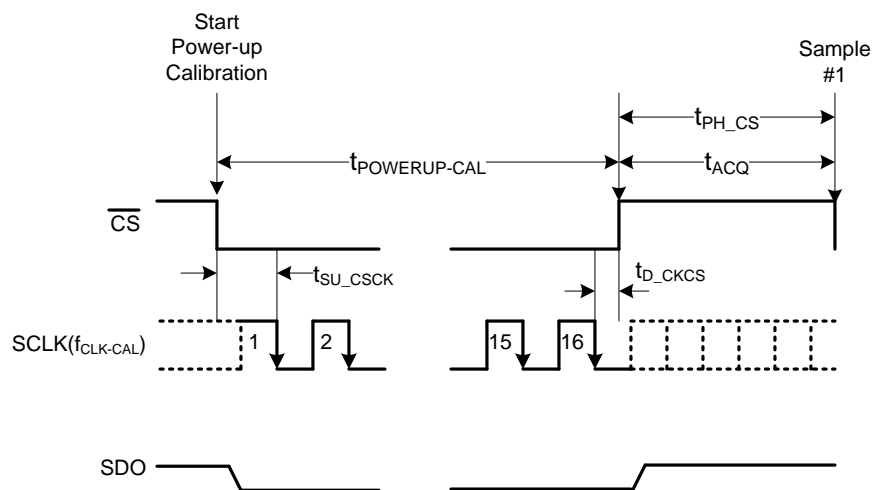 Start
Power-up
Calibration
Sample
#1
tPH_CS
tPOWERUP-CAL
tACQ
CS
tSU_CSCK
tD_CKCS
SCLK(fCLK-CAL)
1
2
15
16
SDO